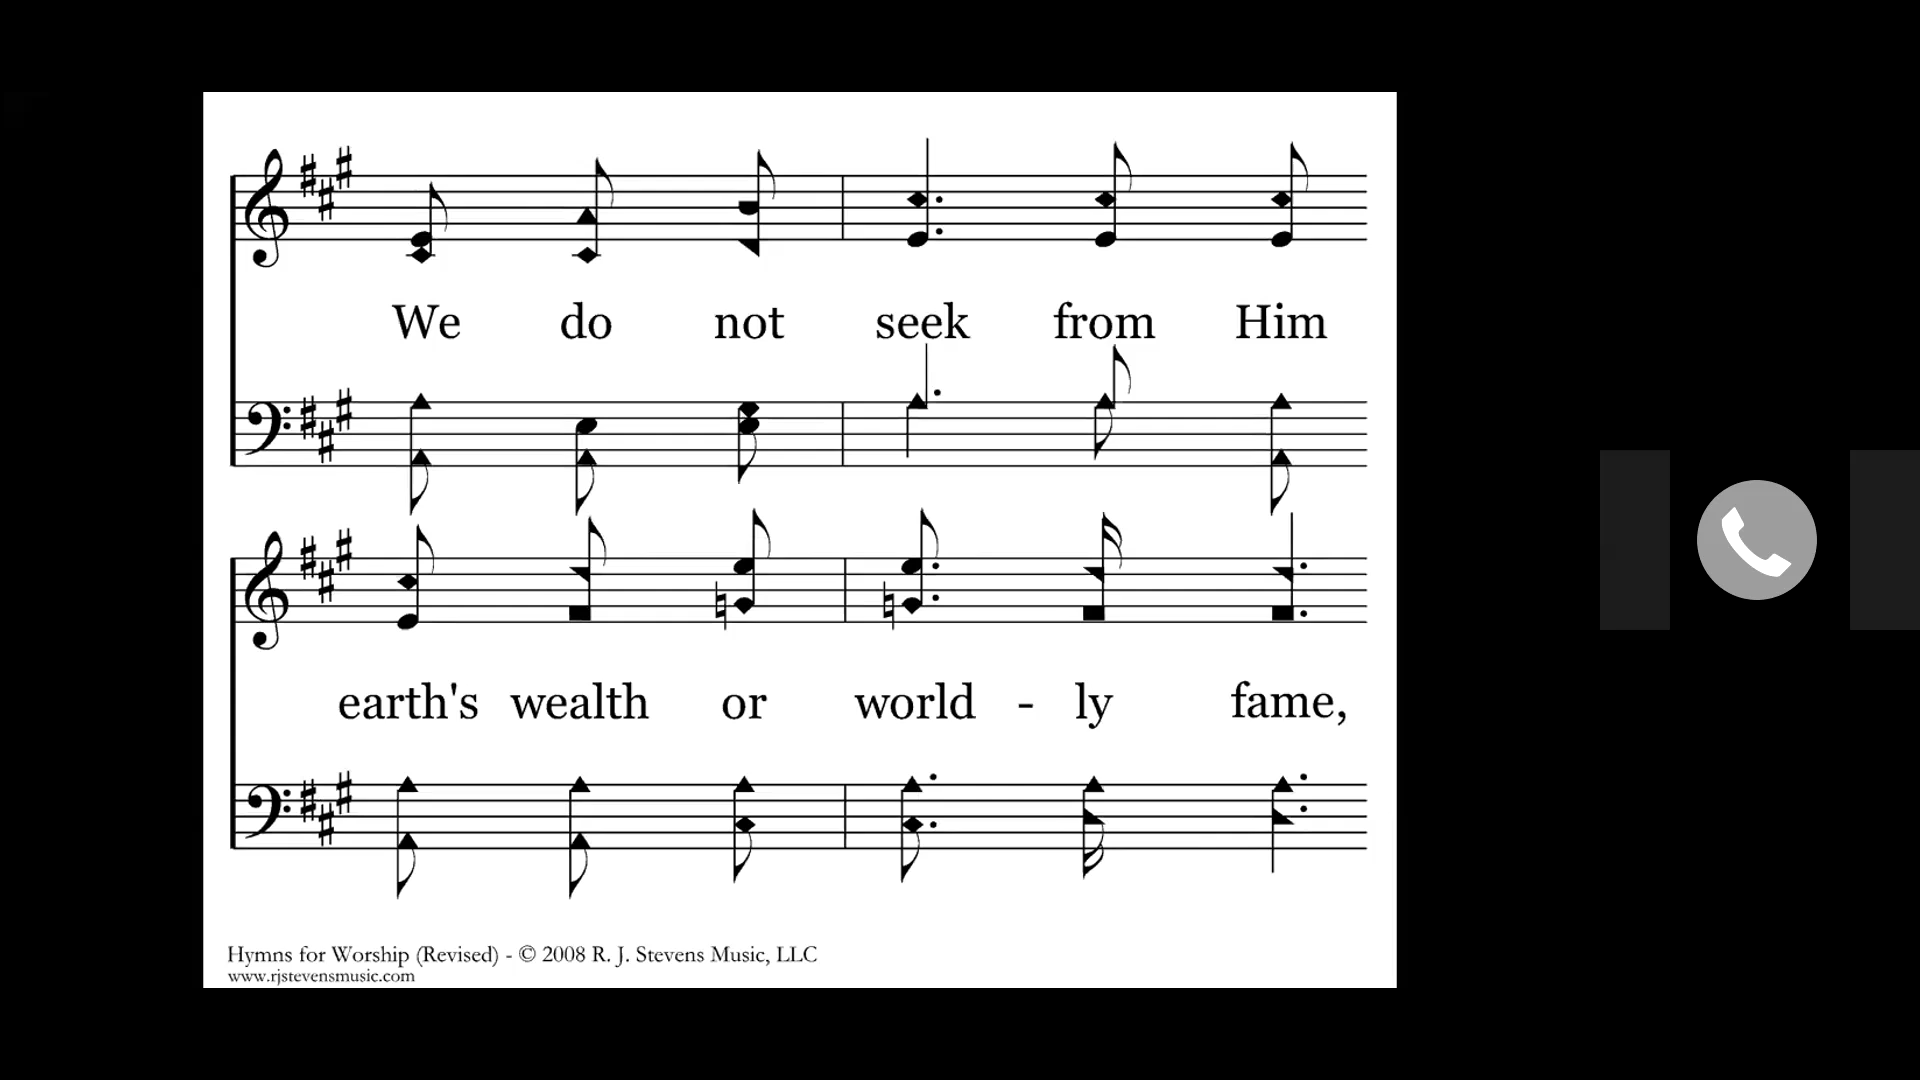 We do not seek from Him
earth's wealth or world - ly fame,
Hymns for Worship (Revised) - © 2008 R. J. Stevens Music, LLC
www.rjstevensmusic.com